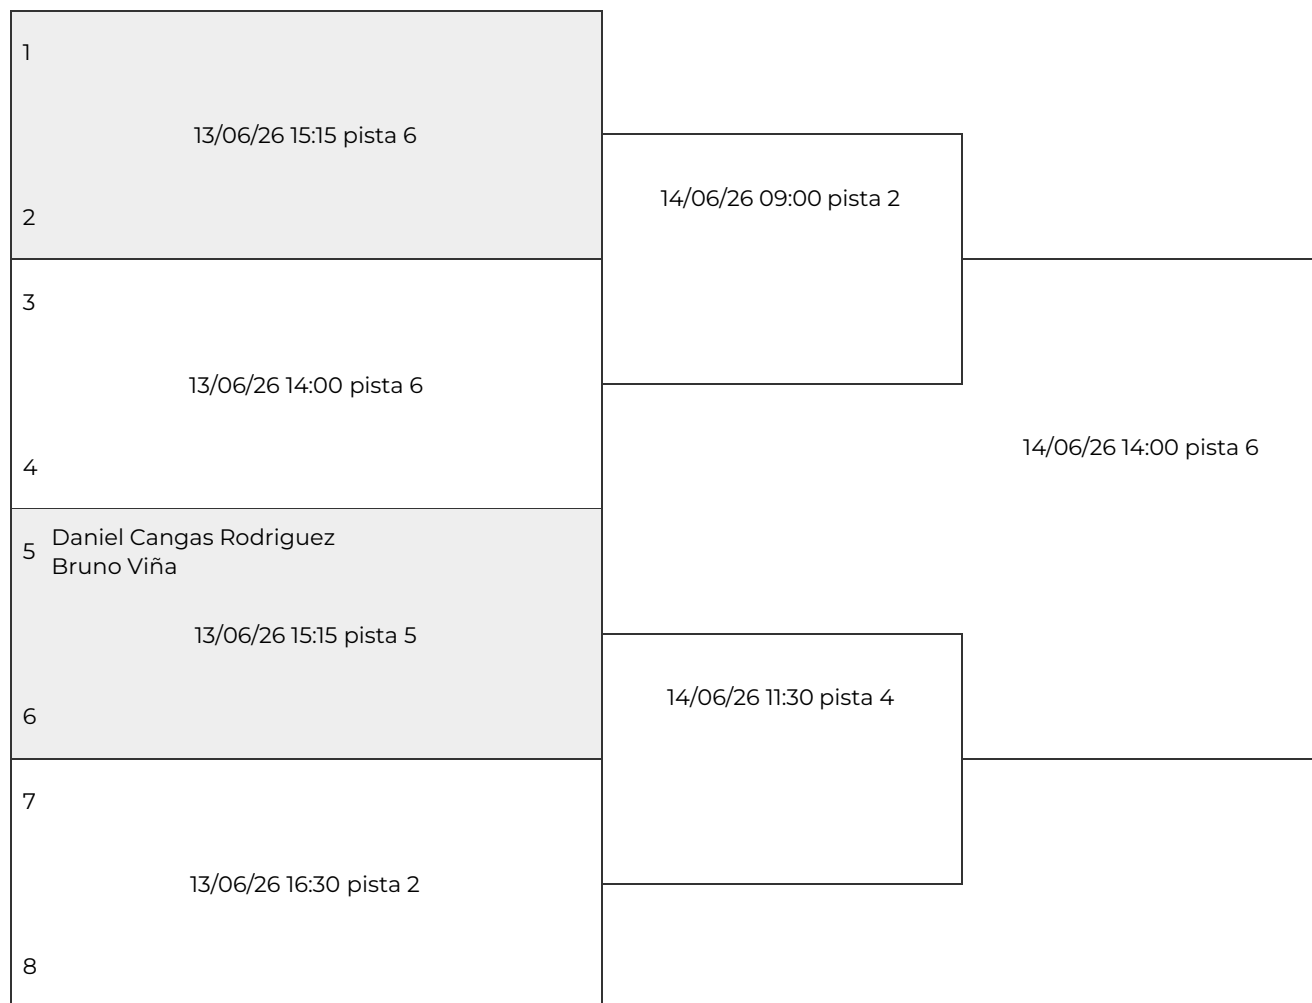 1
13/06/26 15:15 pista 6
2
14/06/26 09:00 pista 2
3
13/06/26 14:00 pista 6
4
14/06/26 14:00 pista 6
5
Daniel Cangas Rodriguez
Bruno Viña
13/06/26 15:15 pista 5
6
14/06/26 11:30 pista 4
7
13/06/26 16:30 pista 2
8